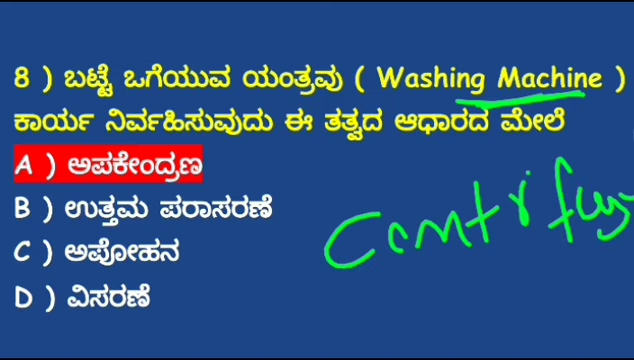 8 ) ಬಟ್ಟೆ ಒಗೆಯುವ ಯಂತ್ರವು ( Washing Machine )
ಕಾರ್ಯ ನಿರ್ವಹಿಸುವುದು ಈ ತತ್ವದ ಆಧಾರದ ಮೇಲೆ
A ) ಅಪಕೇಂದ್ರಣ
B ) ಉತ್ತಮ ಪರಾಸರಣೆ
C ) ಅಪೋಹನ
D ) ವಿಸರಣೆ